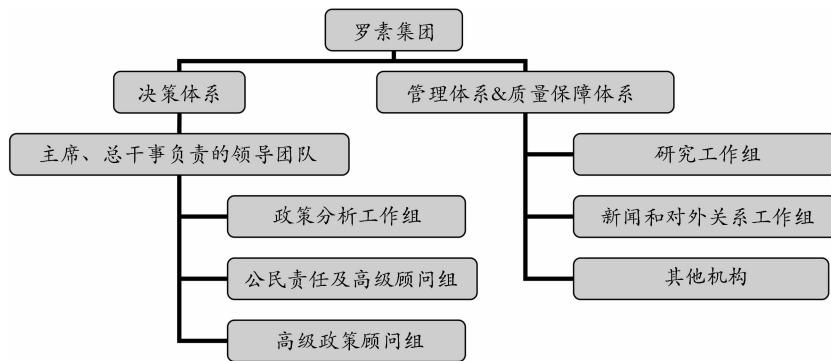 罗素集团
决策体系
管理体系&质量保障体系
主席、总干事负责的领导团队
研究工作组
政策分析工作组
新闻和对外关系工作组
公民责任及高级顾问组
其他机构
高级政策顾问组